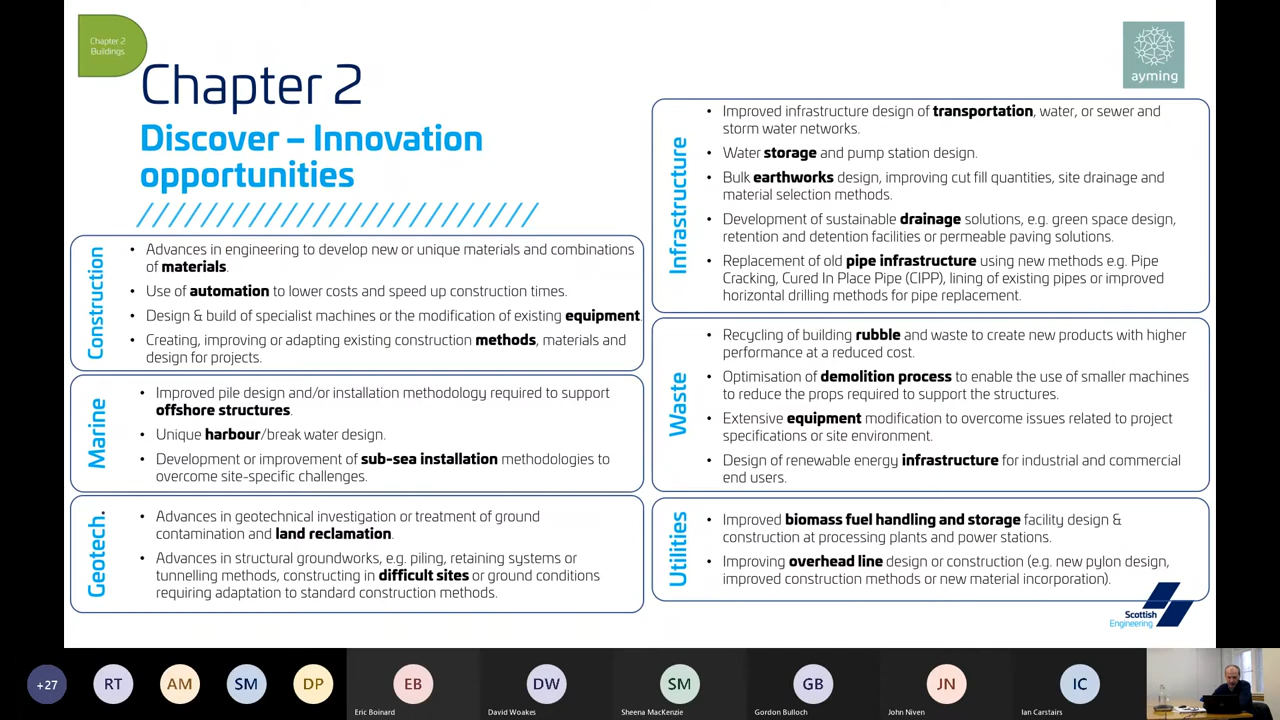 Chapter 2
Buildings
Chapter 2
Discover – Innovation
opportunities
ayming
Construction
• Advances in engineering to develop new or unique materials and combinations
of materials.
• Use of automation to lower costs and speed up construction times.
• Design & build of specialist machines or the modification of existing equipment.
• Creating, improving or adapting existing construction methods, materials and
design for projects.
Marine
• Improved pile design and/or installation methodology required to support
offshore structures.
• Unique harbour/break water design.
• Development or improvement of sub-sea installation methodologies to
overcome site-specific challenges.
Geotech.
• Advances in geotechnical investigation or treatment of ground
contamination and land reclamation.
• Advances in structural groundworks, e.g. piling, retaining systems or
tunnelling methods, constructing in difficult sites or ground conditions
requiring adaptation to standard construction methods.
Infrastructure
• Improved infrastructure design of transportation, water, or sewer and
storm water networks.
• Water storage and pump station design.
• Bulk earthworks design, improving cut fill quantities, site drainage and
material selection methods.
• Development of sustainable drainage solutions, e.g. green space design,
retention and detention facilities or permeable paving solutions.
• Replacement of old pipe infrastructure using new methods e.g. Pipe
Cracking, Cured In Place Pipe (CIPP), lining of existing pipes or improved
horizontal drilling methods for pipe replacement.
Waste
• Recycling of building rubble and waste to create new products with higher
performance at a reduced cost.
• Optimisation of demolition process to enable the use of smaller machines
to reduce the props required to support the structures.
• Extensive equipment modification to overcome issues related to project
specifications or site environment.
• Design of renewable energy infrastructure for industrial and commercial
end users.
Utilities
• Improved biomass fuel handling and storage facility design &
construction at processing plants and power stations.
• Improving overhead line design or construction (e.g. new pylon design,
improved construction methods or new material incorporation).
Scottish
Engineering
+27
RT
AM
SM
DP
EB
DW
SM
GB
JN
IC
Eric Boinard
David Woakes
Sheena MacKenzie
Gordon Bulloch
John Niven
Ian Carstairs